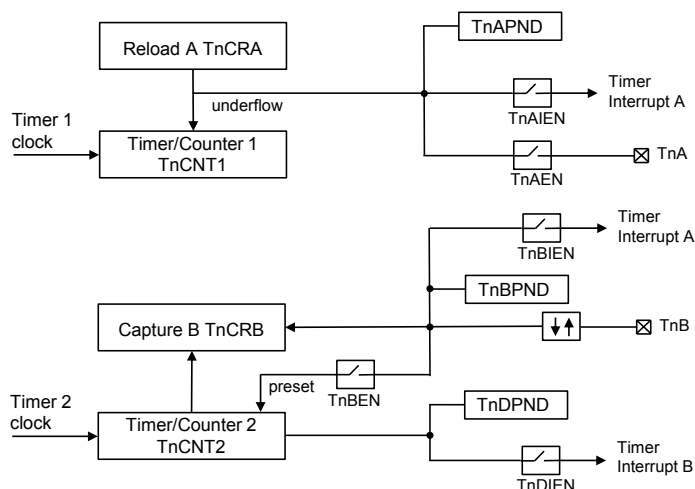 Reload A TnCRA
TnAPND
underflow
TnAIEN
Timer
Interrupt A
Timer 1
clock
Timer/Counter 1
TnCNT1
TnAEN
TnA
TnBIEN
Timer
Interrupt A
TnBPND
Capture B TnCRB
TnB
preset
TnBEN
TnDPND
Timer 2
clock
Timer/Counter 2
TnCNT2
TnDIEN
Timer
Interrupt B